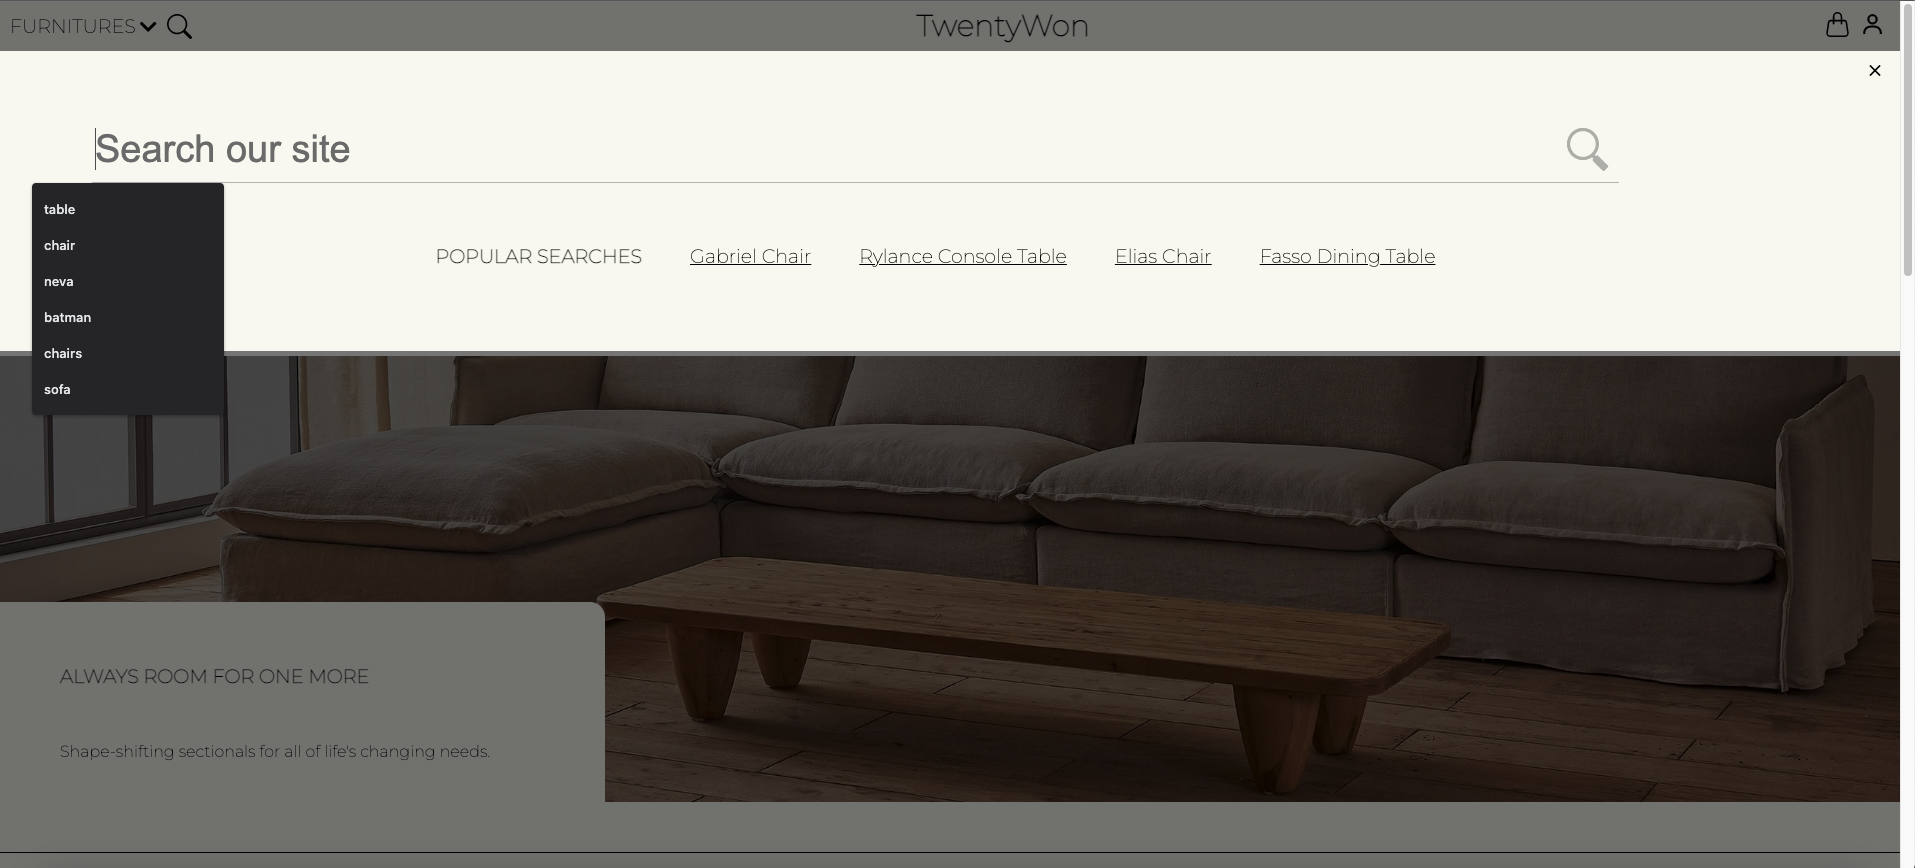 FURNITURES
TwentyWon
Search our site
table
chair
neva
batman
chairs
sofa
POPULAR SEARCHES Gabriel Chair Rylance Console Table Elias Chair Fasso Dining Table
ALWAYS ROOM FOR ONE MORE
Shape-shifting sectionals for all of life's changing needs.